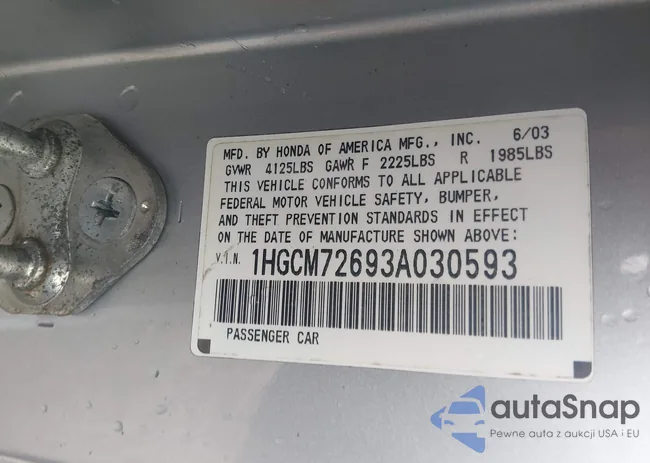 MFD. BY HONDA OF AMERICA MFG., INC. 6/03
GVWR 4125LBS GAWR F 2225LBS R 1985LBS
THIS VEHICLE CONFORMS TO ALL APPLICABLE
FEDERAL MOTOR VEHICLE SAFETY, BUMPER,
AND THEFT PREVENTION STANDARDS IN EFFECT
ON THE DATE OF MANUFACTURE SHOWN ABOVE:
V.I.N. 1HGCM72693A030593
PASSENGER CAR
autaSnap
Pewne auta z aukcji USA i EU